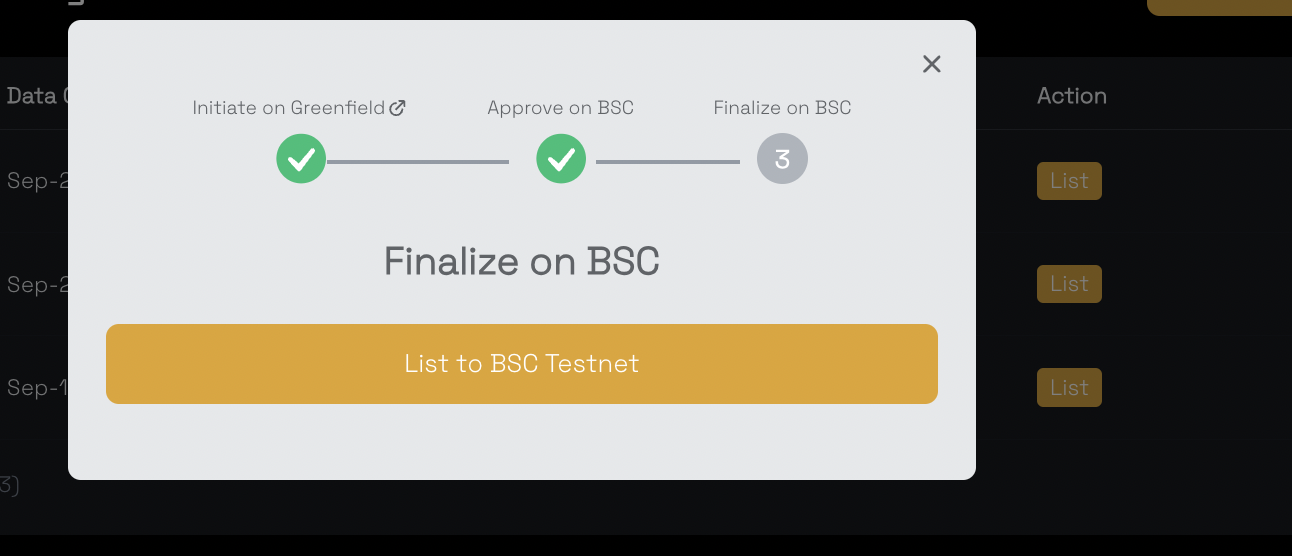 Initiate on Greenfield Approve on BSC Finalize on BSC
3
Finalize on BSC
List to BSC Testnet
Data
Action
Sep-2
List
Sep-2
List
Sep-1
List
3)